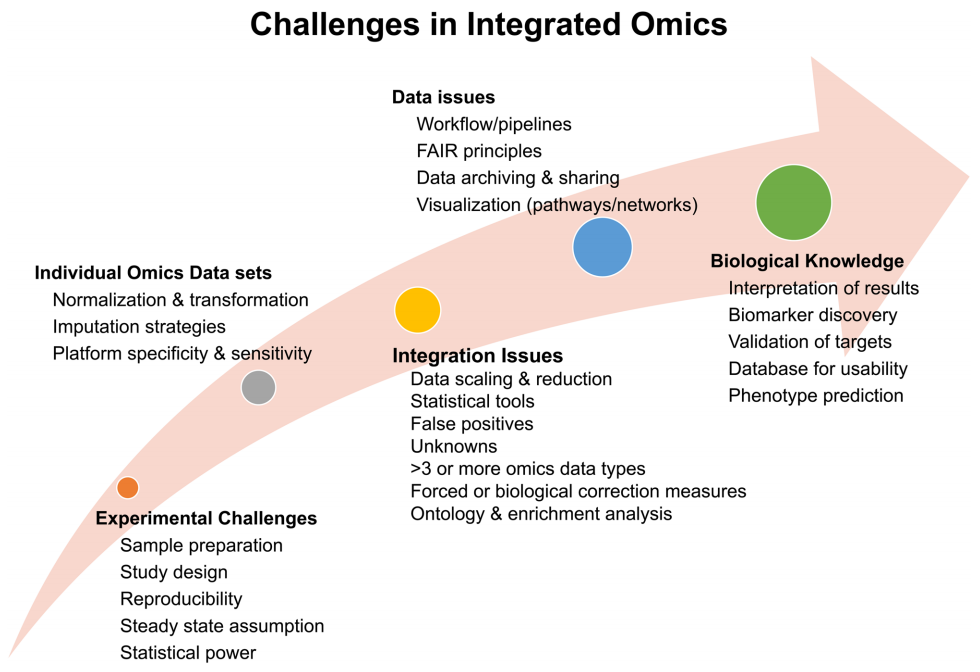 Challenges in Integrated Omics
Data issues
Workflow/pipelines
FAIR principles
Data archiving & sharing
Visualization (pathways/networks)
Individual Omics Data sets
Normalization & transformation
Imputation strategies
Platform specificity & sensitivity
Biological Knowledge
Interpretation of results
Biomarker discovery
Validation of targets
Database for usability
Phenotype prediction
Integration Issues
Data scaling & reduction
Statistical tools
False positives
Unknowns
>3 or more omics data types
Forced or biological correction measures
Ontology & enrichment analysis
Experimental Challenges
Sample preparation
Study design
Reproducibility
Steady state assumption
Statistical power